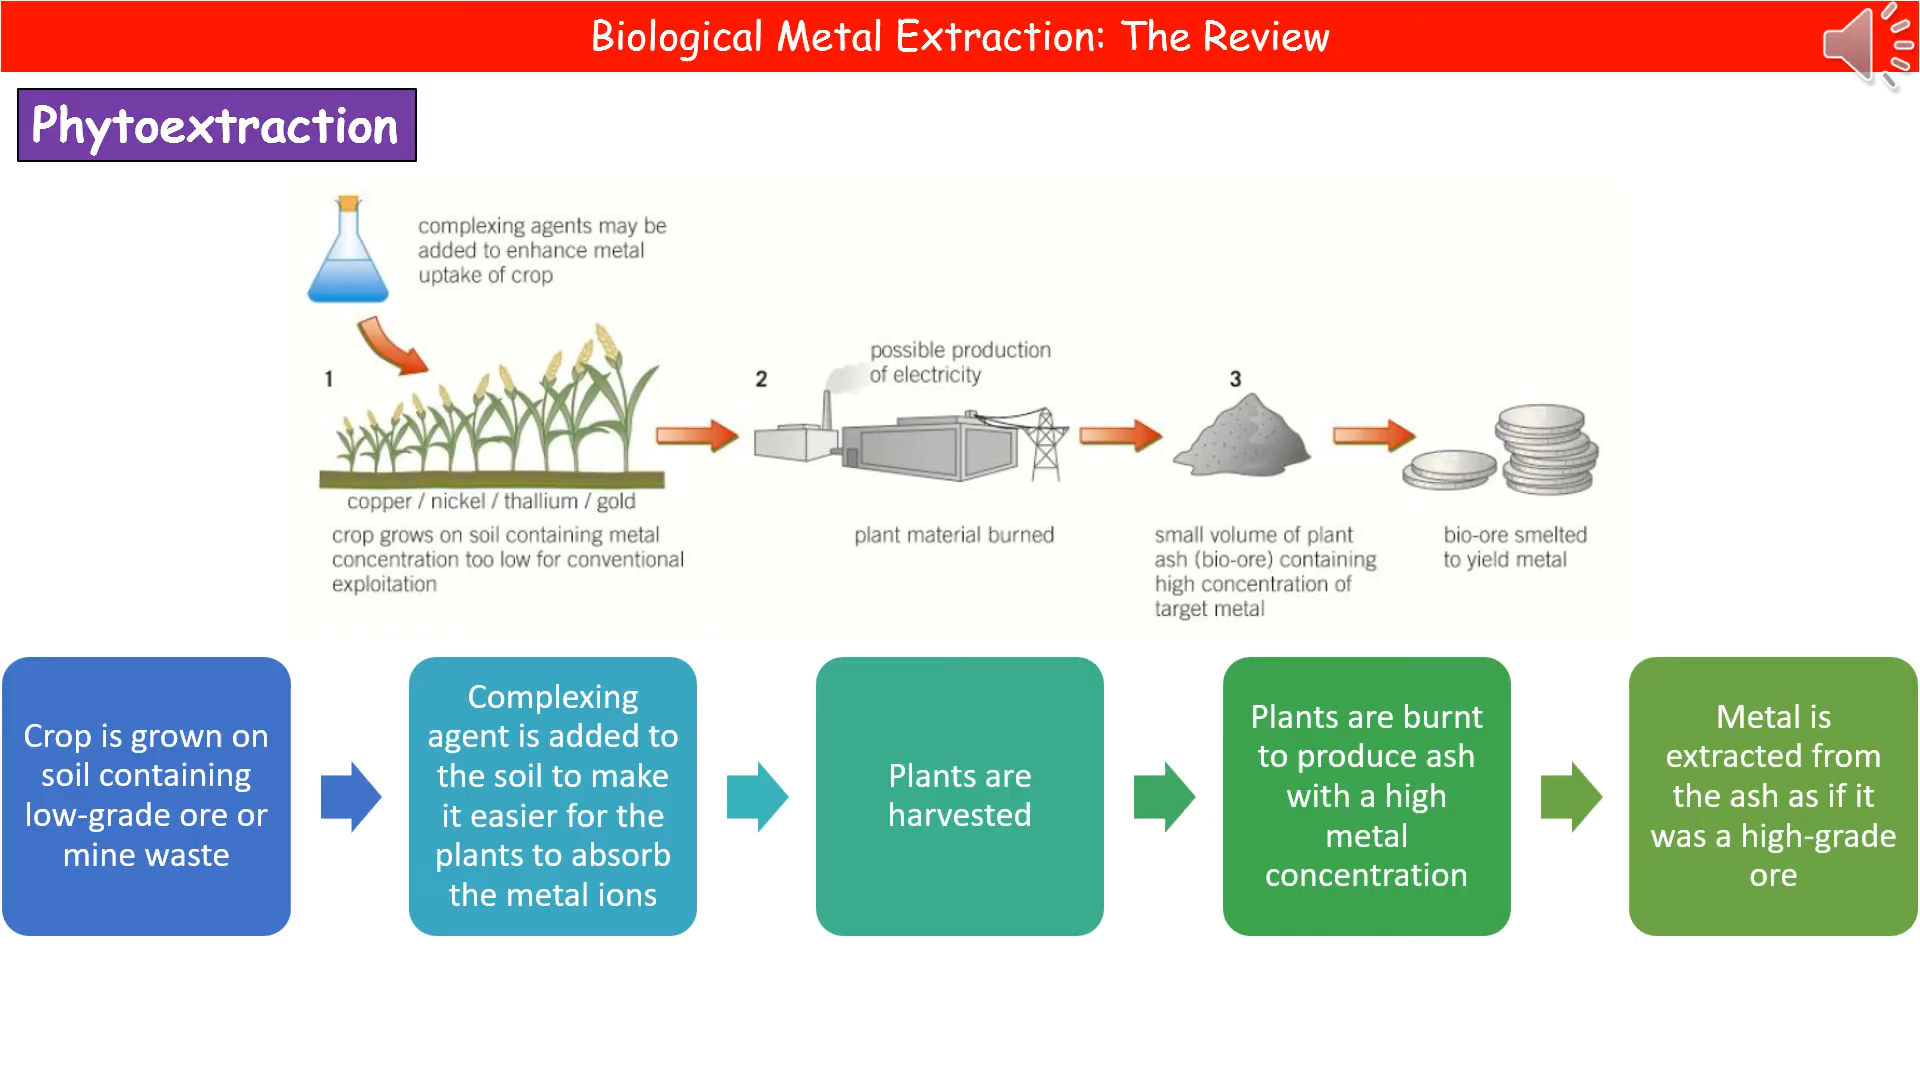 Biological Metal Extraction: The Review
Phytoextraction
complexing agents may be
added to enhance metal
uptake of crop
1
copper / nickel / thallium / gold
crop grows on soil containing metal
concentration too low for conventional
exploitation
2
possible production
of electricity
plant material burned
3
small volume of plant
ash (bio-ore) containing
high concentration of
target metal
bio-ore smelted
to yield metal
Crop is grown on
soil containing
low-grade ore or
mine waste
Complexing
agent is added to
the soil to make
it easier for the
plants to absorb
the metal ions
Plants are
harvested
Plants are burnt
to produce ash
with a high
metal
concentration
Metal is
extracted from
the ash as if it
was a high-grade
ore